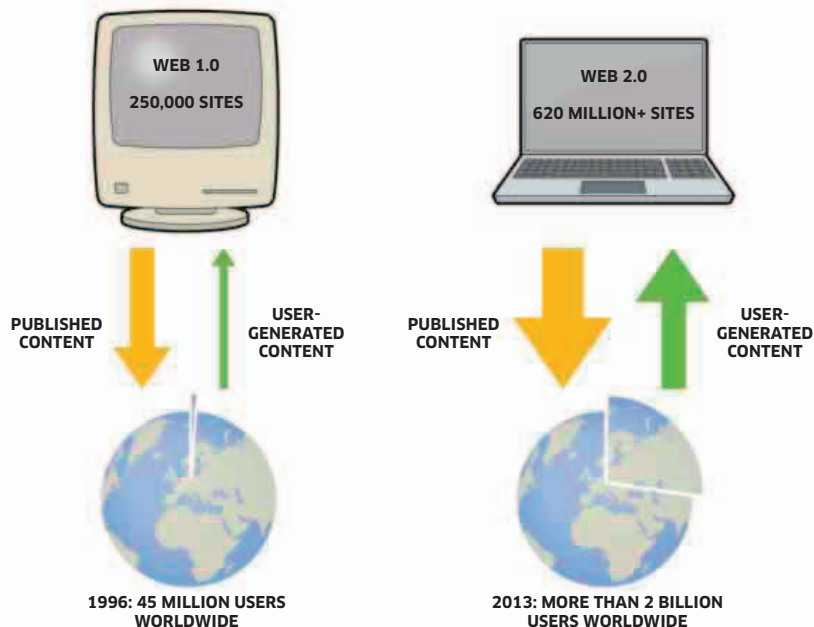 WEB 1.0
250,000 SITES
PUBLISHED
CONTENT
USER-
GENERATED
CONTENT
1996: 45 MILLION USERS
WORLDWIDE
WEB 2.0
620 MILLION+ SITES
PUBLISHED
CONTENT
USER-
GENERATED
CONTENT
2013: MORE THAN 2 BILLION
USERS WORLDWIDE